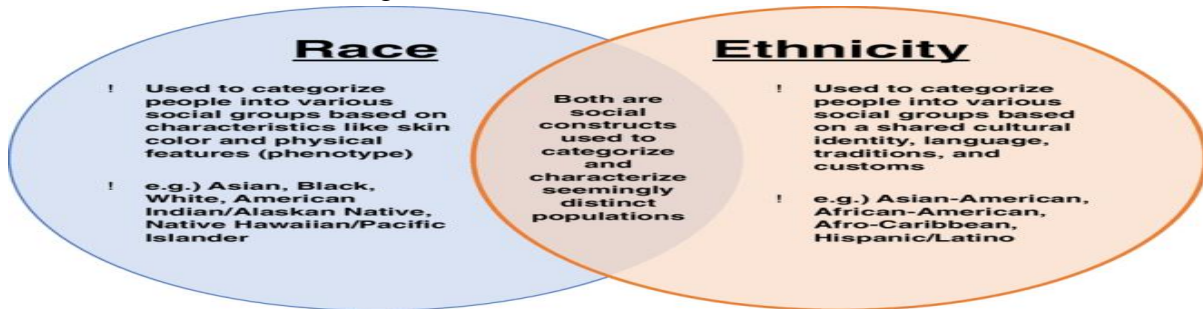 Race
! Used to categorize
people into various
social groups based on
characteristics like skin
color and physical
features (phenotype)
! e.g.) Asian, Black,
White, American
Indian/Alaskan Native,
Native Hawaiian/Pacific
Islander
Both are
social
constructs
used to
categorize
and
characterize
seemingly
distinct
populations
Ethnicity
! Used to categorize
people into various
social groups based
on a shared cultural
identity, language,
traditions, and
customs
! e.g.) Asian-American,
African-American,
Afro-Caribbean,
Hispanic/Latino